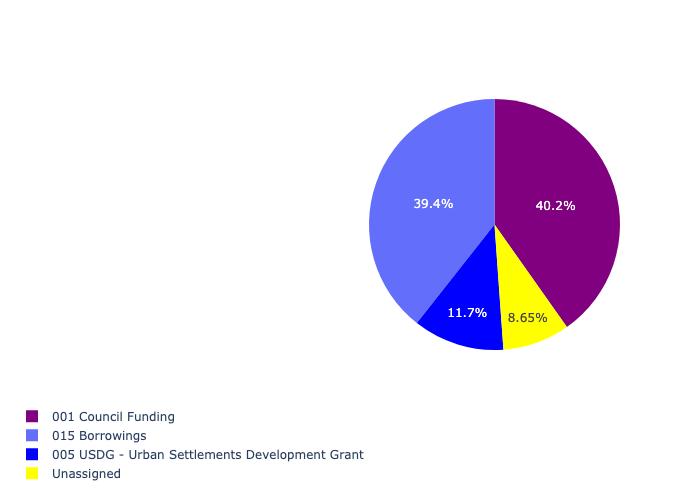 39.4%
40.2%
11.7%
8.65%
001 Council Funding
015 Borrowings
005 USDG - Urban Settlements Development Grant
Unassigned